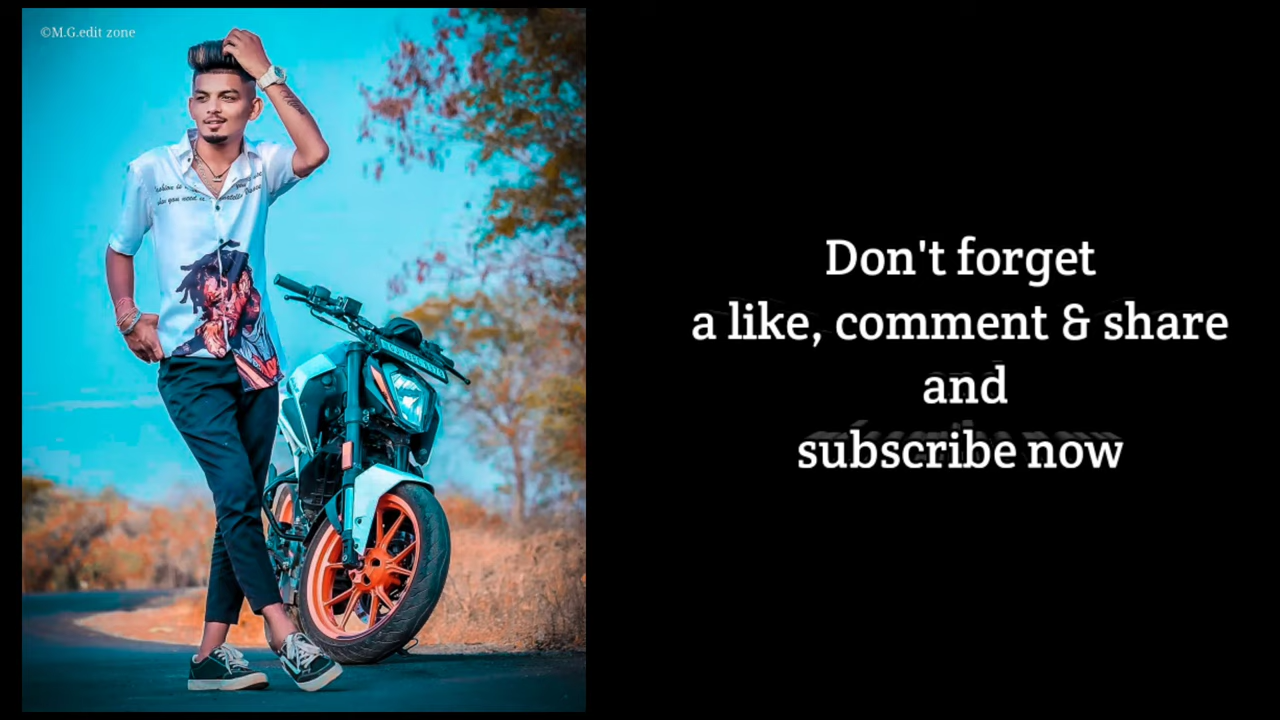 ©M.G.edit zone
Don't forget
a like, comment & share
and
subscribe now